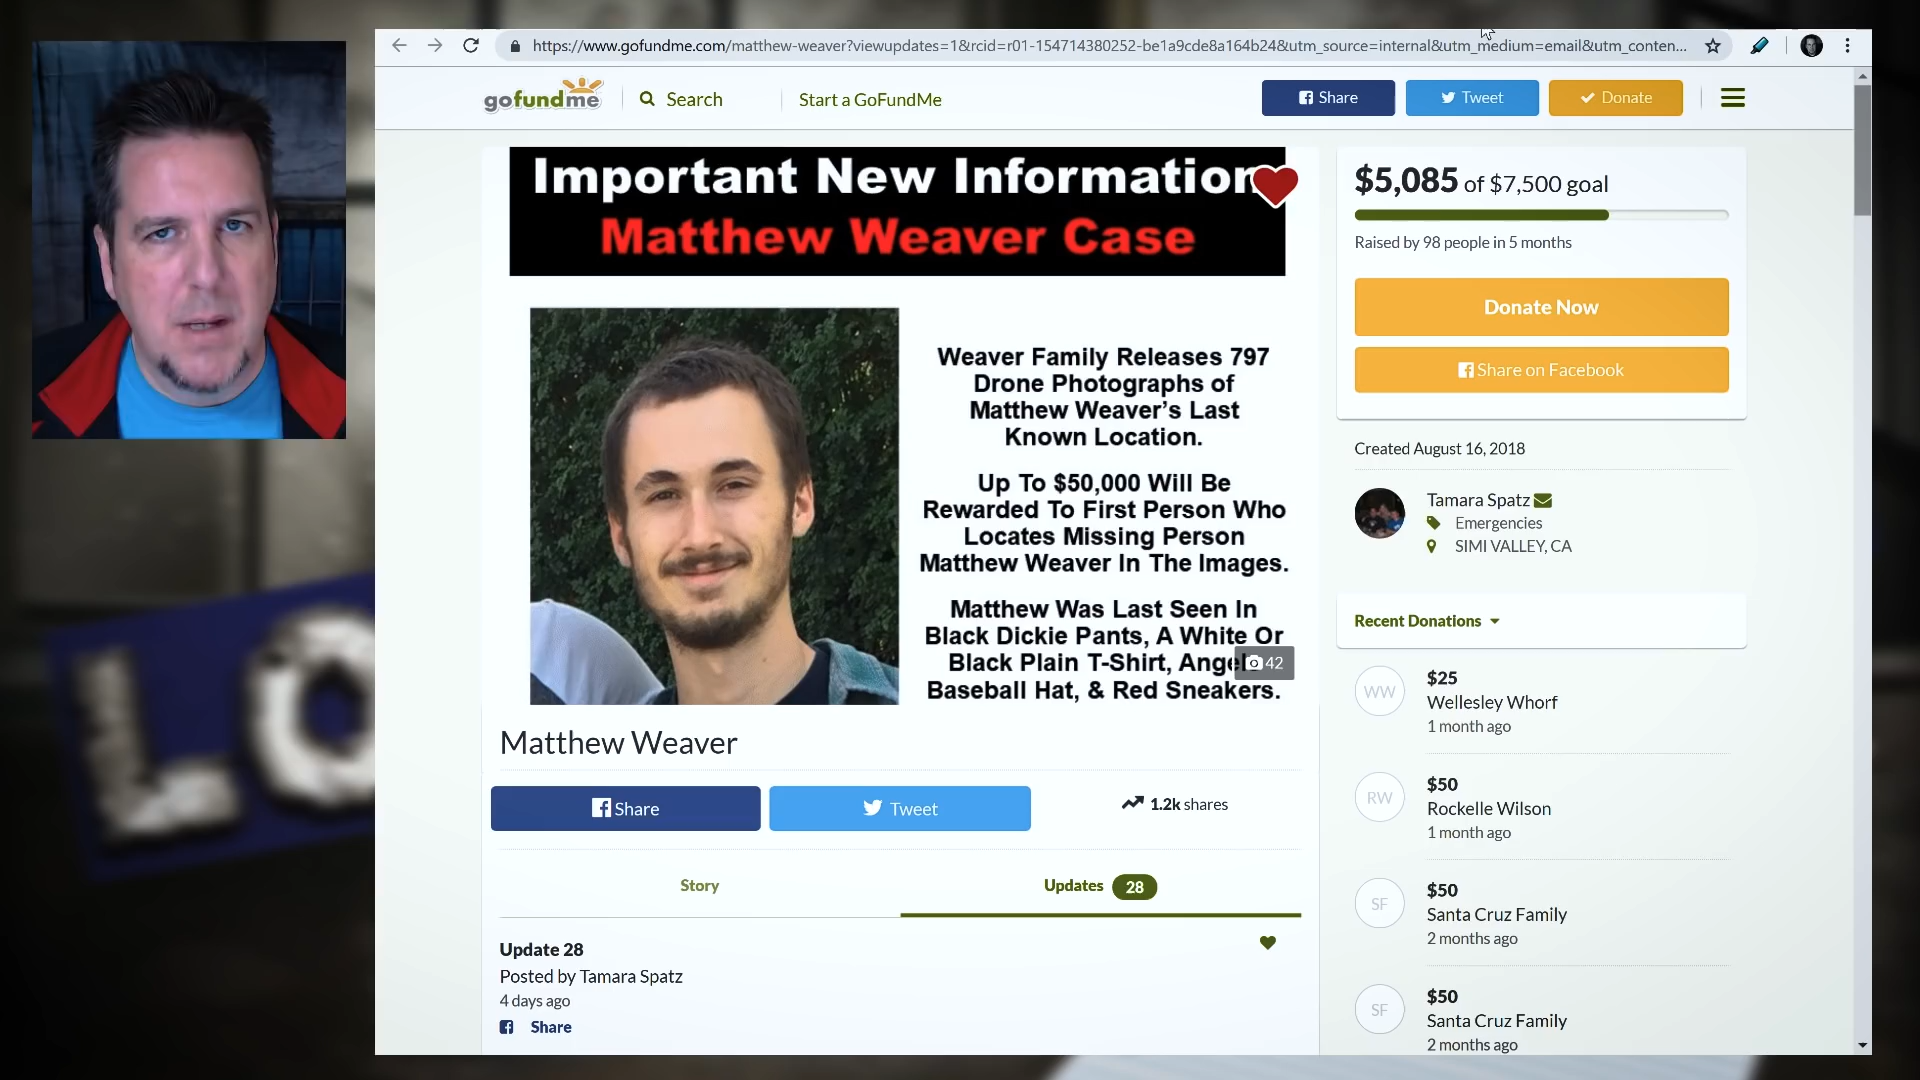 https://www.gofundme.com/matthew-weaver?viewupdates=1&rcid=r01-154714380252-be1a9cde8a164b24&utm_source=internal&utm_medium=email&utm_conten...
gofundme
Search
Start a GoFundMe
Share
Tweet
Donate
Important New Information
Matthew Weaver Case
Weaver Family Releases 797
Drone Photographs of
Matthew Weaver's Last
Known Location.
Up To $50,000 Will Be
Rewarded To First Person Who
Locates Missing Person
Matthew Weaver In The Images.
Matthew Was Last Seen In
Black Dickie Pants, A White Or
Black Plain T-Shirt, Angel
42
Baseball Hat, & Red Sneakers.
Matthew Weaver
Share
Tweet
1.2k shares
Story
Updates 28
Update 28
Posted by Tamara Spatz
4 days ago
Share
$5,085 of $7,500 goal
Raised by 98 people in 5 months
Donate Now
Share on Facebook
Created August 16, 2018
Tamara Spatz
Emergencies
SIMI VALLEY, CA
Recent Donations
WW
$25
Wellesley Whorf
1 month ago
RW
$50
Rockelle Wilson
1 month ago
SF
$50
Santa Cruz Family
2 months ago
SF
$50
Santa Cruz Family
2 months ago
LO